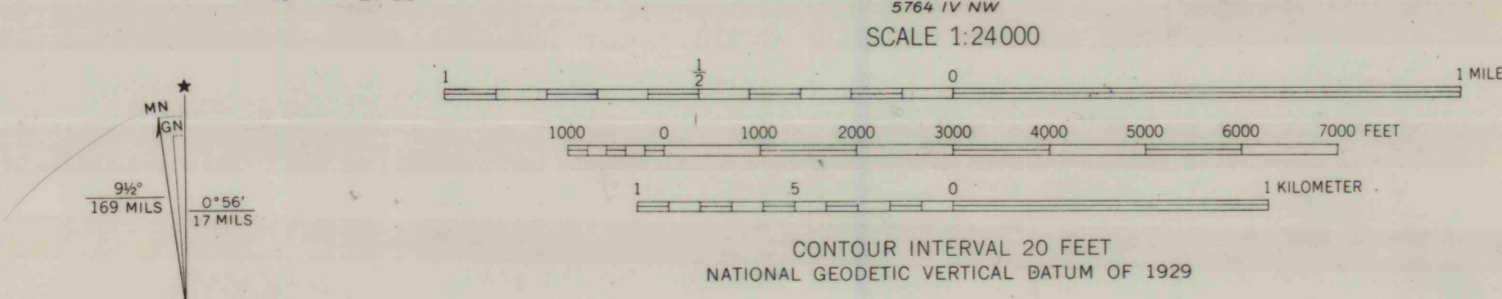 5764 IV NW
SCALE 1:24000
1 ½ 0 1 MILE
1000 0 1000 2000 3000 4000 5000 6000 7000 FEET
1 .5 0 1 KILOMETER
CONTOUR INTERVAL 20 FEET
NATIONAL GEODETIC VERTICAL DATUM OF 1929
★
MN
GN
9½°
169 MILS
0°56′
17 MILS